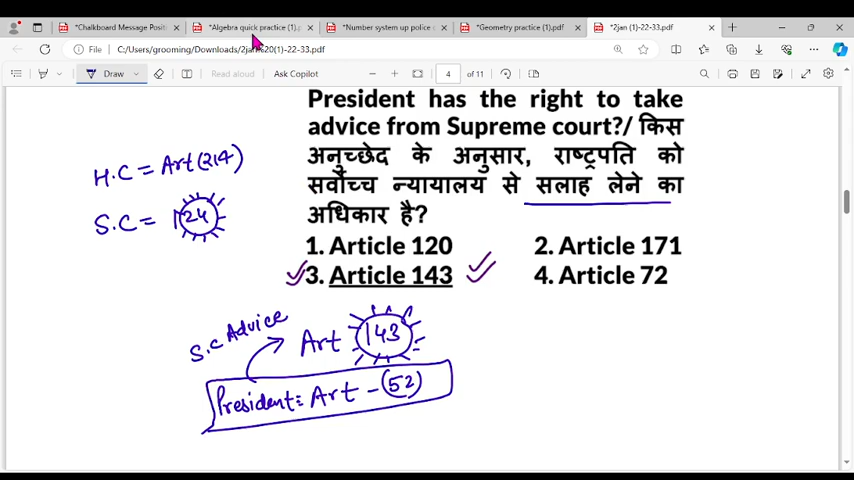 *Chalkboard Message Posit
*Algebra quick practice (1).p
*Number system up police c
*Geometry practice (1).pdf
*2jan (1)-22-33.pdf
File
C:/Users/grooming/Downloads/2jan%20(1)-22-33.pdf
Draw
Read aloud
Ask Copilot
4 of 11
President has the right to take
advice from Supreme court?/ किस
अनुच्छेद के अनुसार, राष्ट्रपति को
सर्वोच्च न्यायालय से सलाह लेने का
अधिकार है?
1. Article 120
2. Article 171
3. Article 143
4. Article 72
H.C = Art(214)
S.C = 124
S.C Advice
Art 143
President = Art - 52